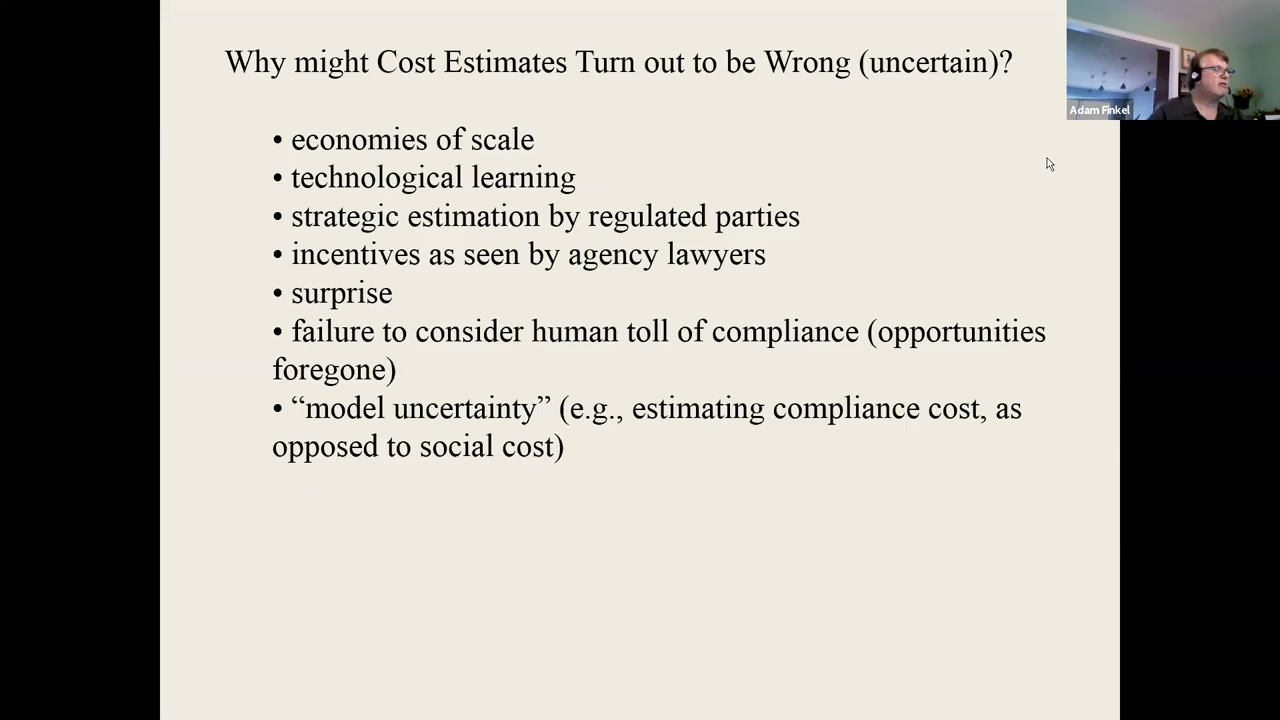 Why might Cost Estimates Turn out to be Wrong (uncertain)?
Adam Finkel
• economies of scale
• technological learning
• strategic estimation by regulated parties
• incentives as seen by agency lawyers
• surprise
• failure to consider human toll of compliance (opportunities
foregone)
• “model uncertainty” (e.g., estimating compliance cost, as
opposed to social cost)